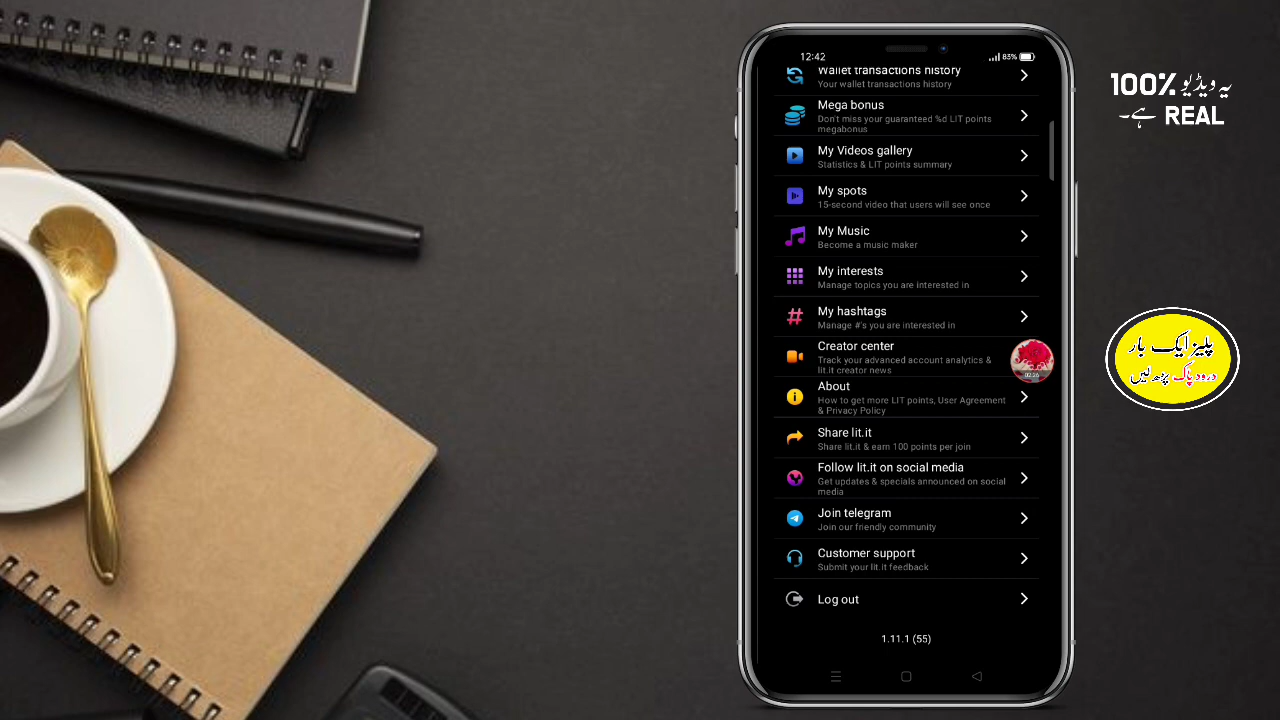 12:42
83%
Wallet transactions history
Your wallet transactions history
Mega bonus
Don't miss your guaranteed %d LIT points
megabonus
My Videos gallery
Statistics & LIT points summary
My spots
15-second video that users will see once
My Music
Become a music maker
My interests
Manage topics you are interested in
My hashtags
Manage #'s you are interested in
Creator center
Track your advanced account analytics &
lit.it creator news
02:26
About
How to get more LIT points, User Agreement
& Privacy Policy
Share lit.it
Share lit.it & earn 100 points per join
Follow lit.it on social media
Get updates & specials announced on social
media
Join telegram
Join our friendly community
Customer support
Submit your lit.it feedback
Log out
1.11.1 (55)
یہ ویڈیو 100%
REAL ہے۔
پلیز ایک بار
درود پاک پڑھ لیں